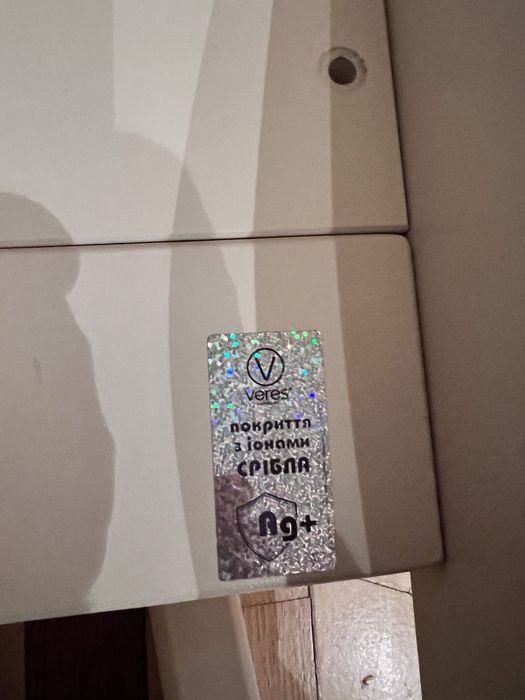 V
veres
покриття
з іонами
СРІБЛА
Ag+